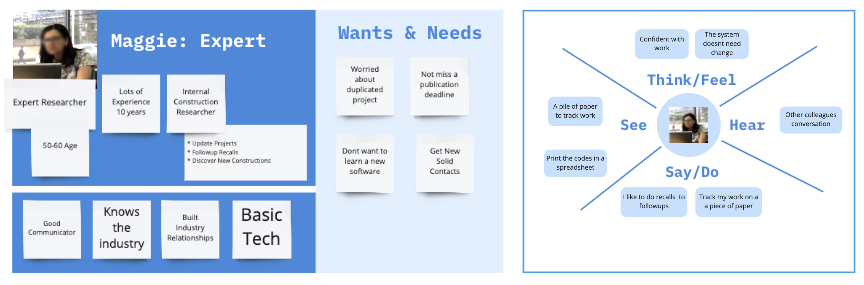 Maggie: Expert
Expert Researcher
Lots of
Experience
10 years
Internal
Construction
Researcher
50-60 Age
* Update Projects
* Followup Recalls
* Discover New Constructions
Good
Communicator
Knows
the
industry
Built
Industry
Relationships
Basic
Tech
Wants & Needs
Worried
about
duplicated
project
Not miss a
publication
deadline
Dont want to
learn a new
software
Get New
Solid
Contacts
Confident with
work
The system
doesnt need
change
Think/Feel
A pile of paper
to track work
See
Print the codes in a
spreadsheet
Hear
Other colleagues
conversation
Say/Do
I like to do recalls to
followups
Track my work on a
a piece of paper